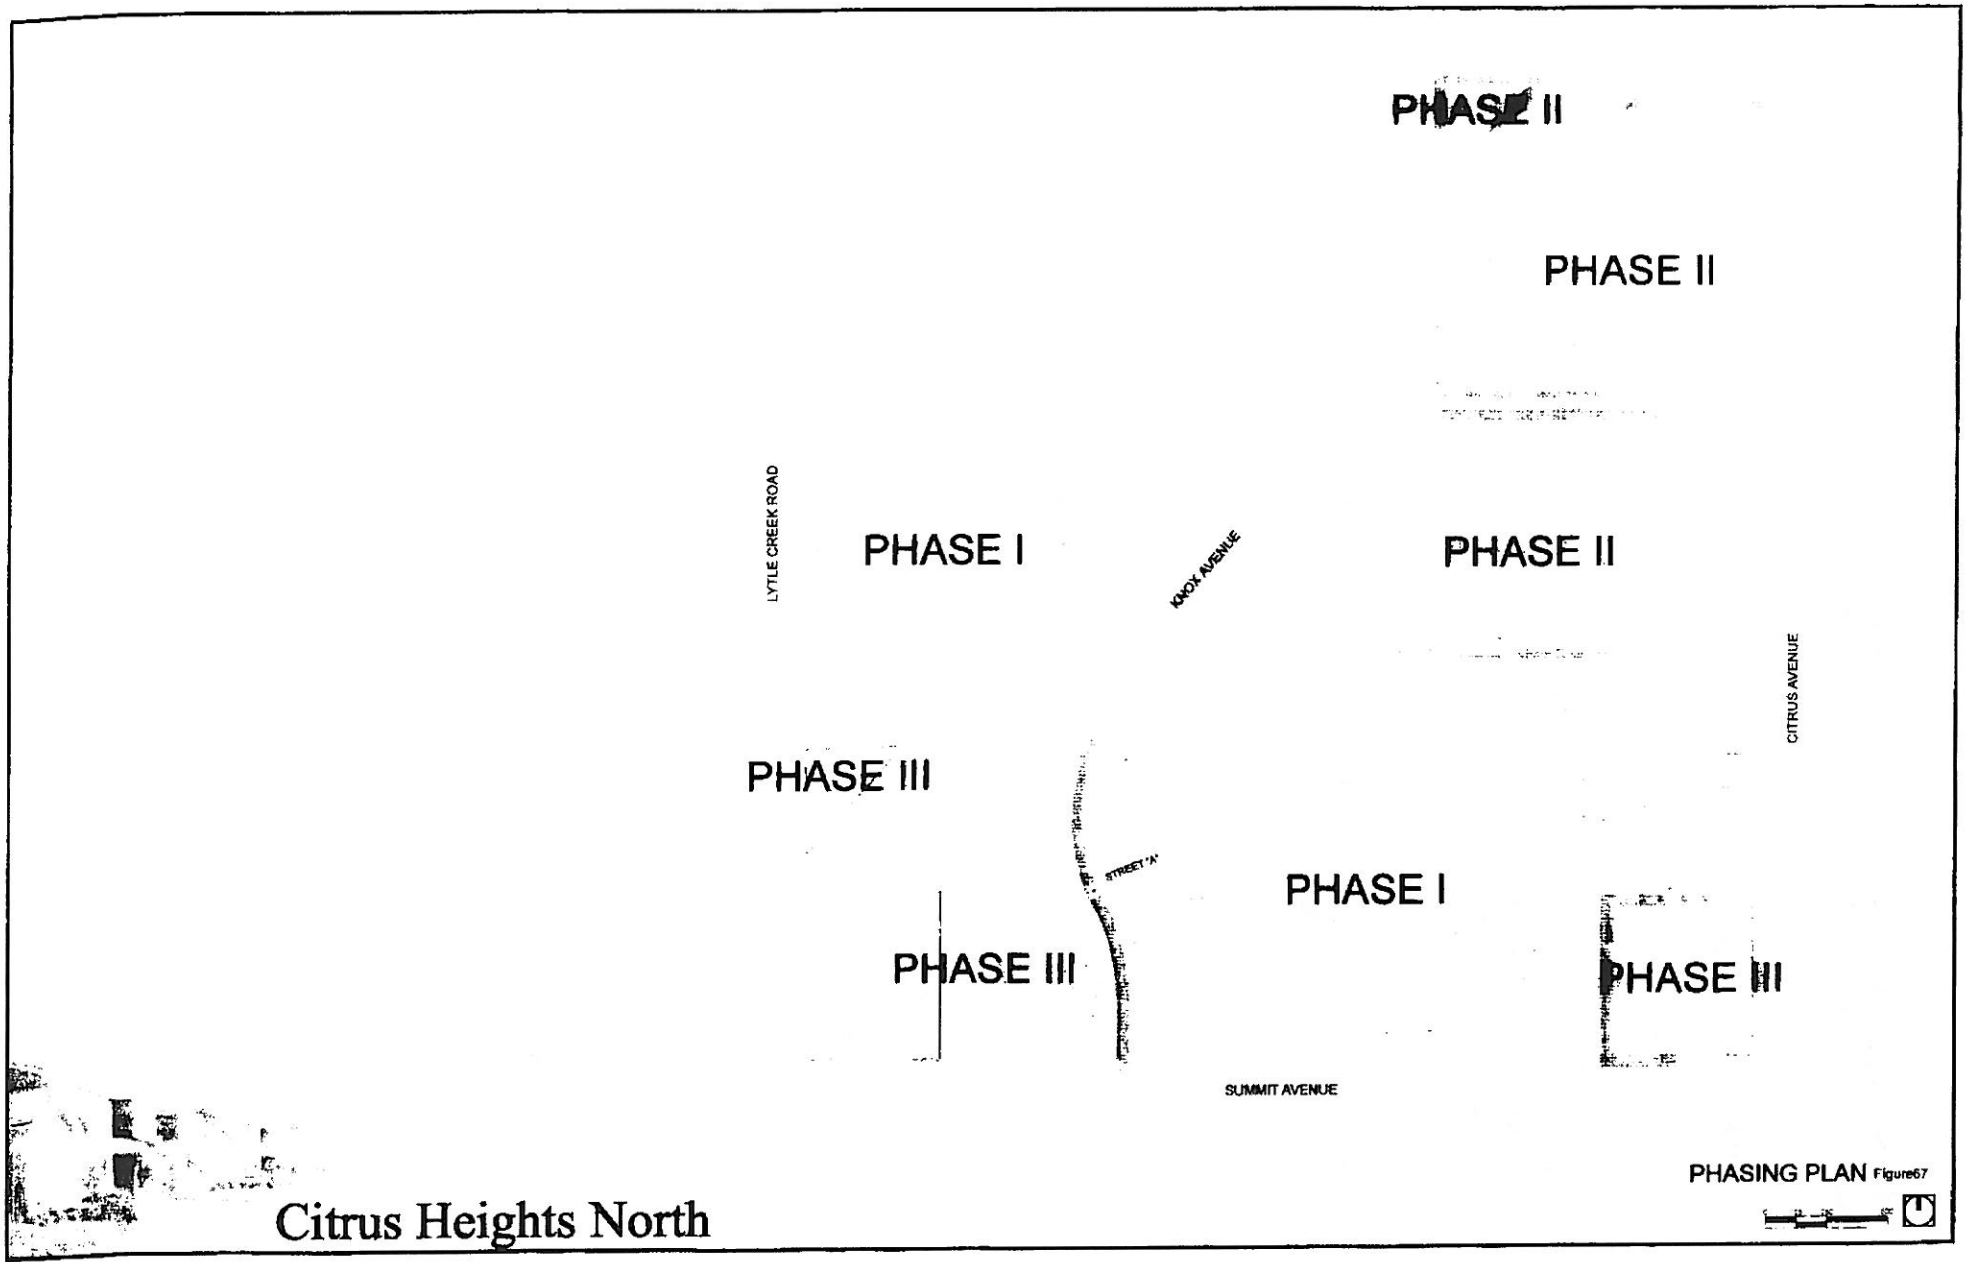 PHASE II
PHASE II
LYTLE CREEK ROAD
PHASE I
KNOX AVENUE
PHASE II
CITRUS AVENUE
PHASE III
STREET "A"
PHASE I
PHASE III
PHASE III
SUMMIT AVENUE
PHASING PLAN Figure67
Citrus Heights North